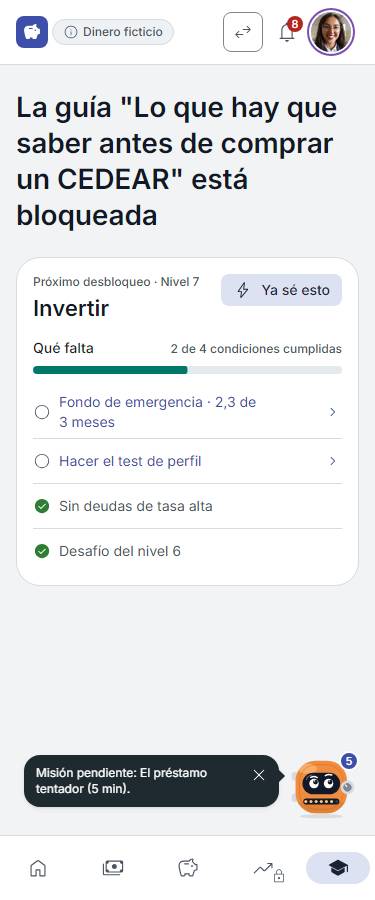 Dinero ficticio
8
La guía "Lo que hay que
saber antes de comprar
un CEDEAR" está
bloqueada
Próximo desbloqueo · Nivel 7
Invertir
Ya sé esto
Qué falta
2 de 4 condiciones cumplidas
Fondo de emergencia · 2,3 de
3 meses
Hacer el test de perfil
Sin deudas de tasa alta
Desafío del nivel 6
Misión pendiente: El préstamo
tentador (5 min).
5